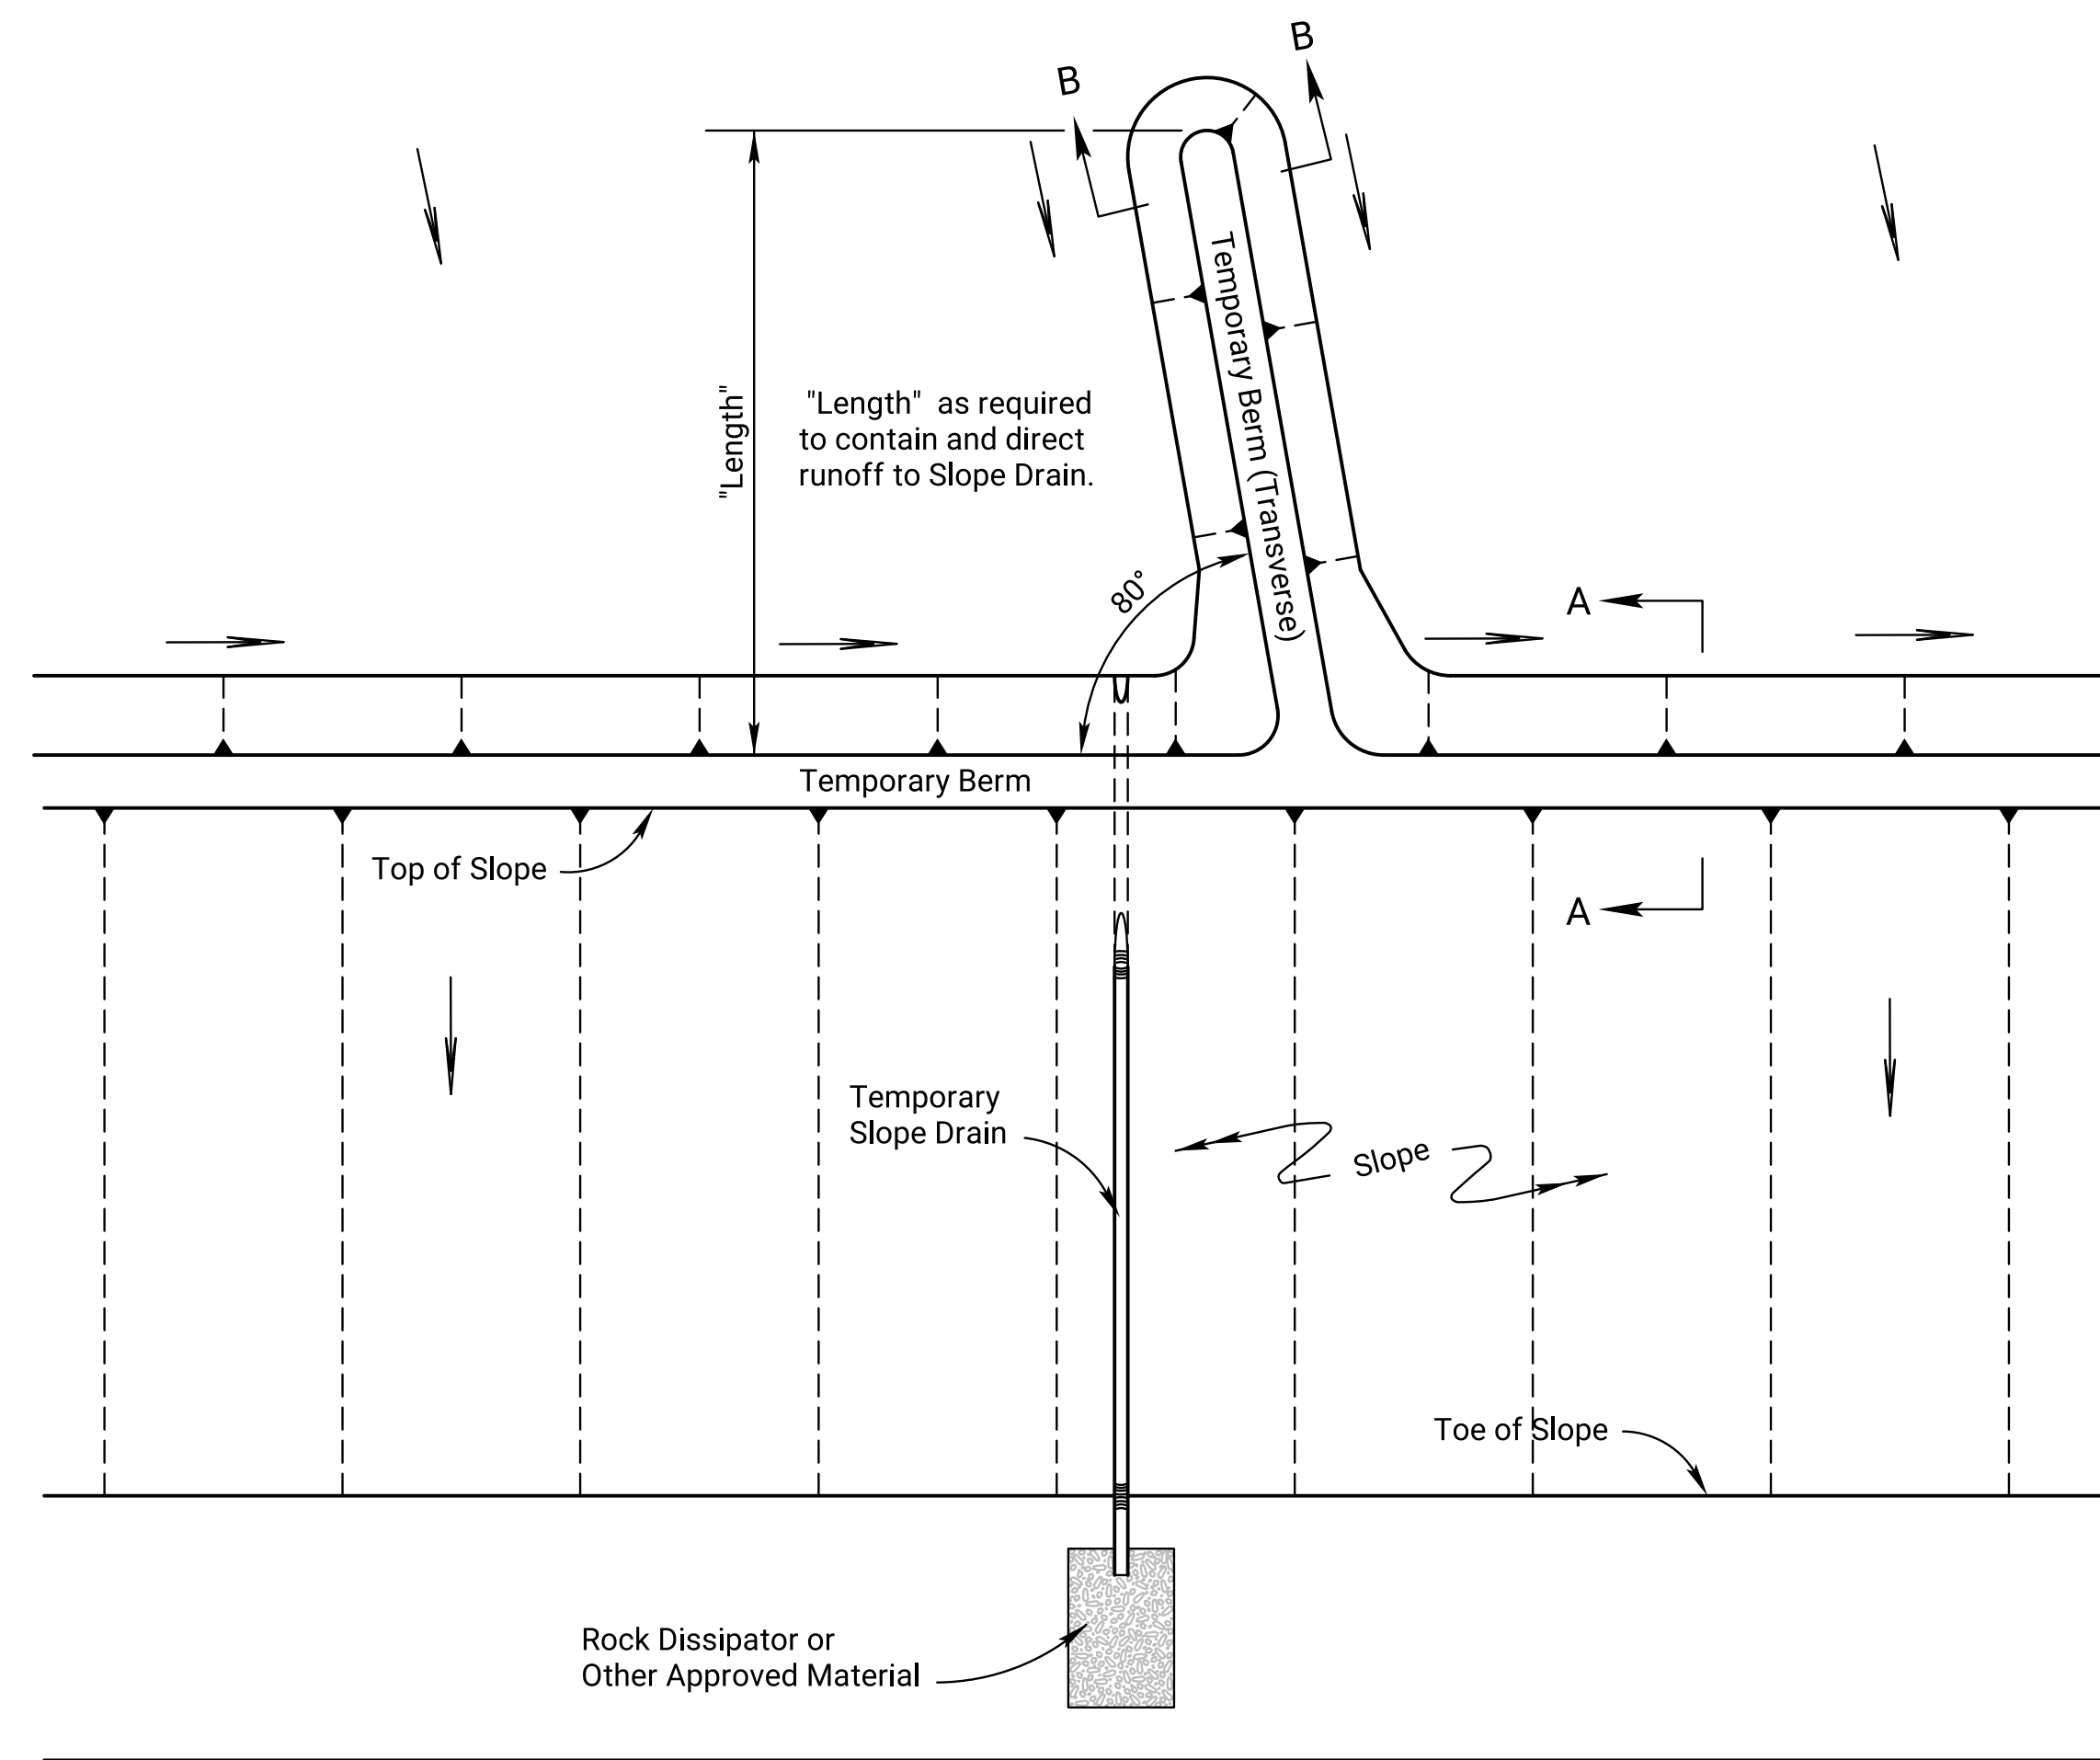 B
B
"Length"
"Length" as required
to contain and direct
runoff to Slope Drain.
Temporary Berm (Transverse)
80°
A
Temporary Berm
Top of Slope
A
Temporary
Slope Drain
Slope
Toe of Slope
Rock Dissipator or
Other Approved Material